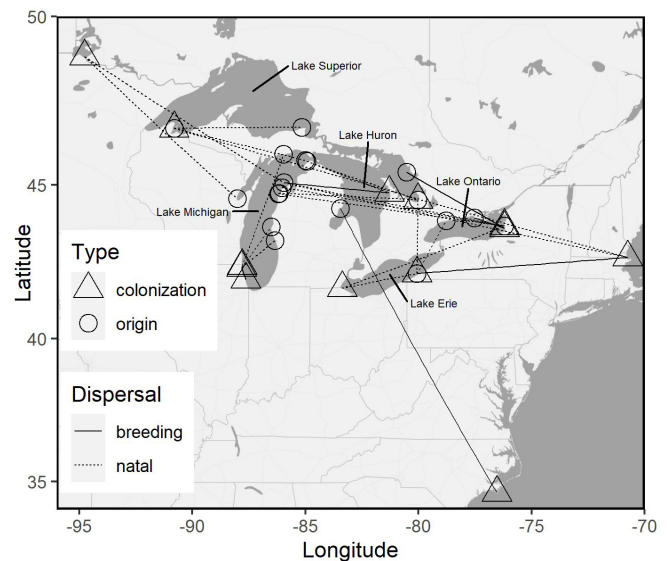 50
45
40
35
Latitude
Lake Superior
Lake Huron
Lake Ontario
Lake Michigan
Lake Erie
Type
colonization
origin
Dispersal
breeding
natal
-95
-90
-85
-80
-75
-70
Longitude